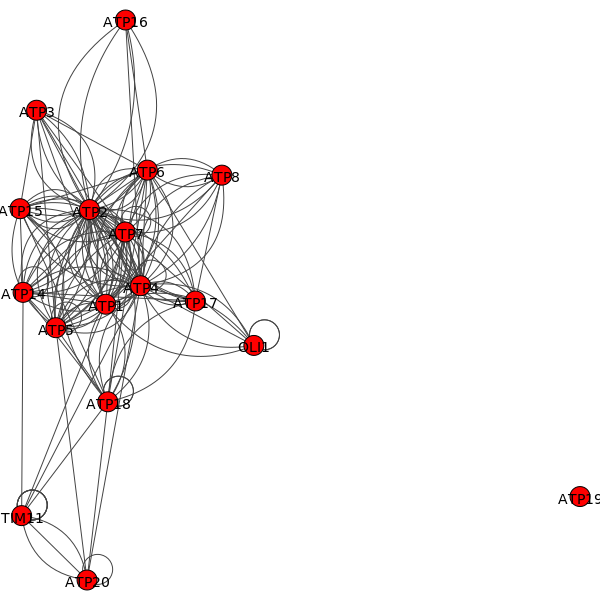 ATP16
ATP3
ATP6
ATP8
ATP15
ATP2
ATP7
ATP4
ATP14
ATP1
ATP17
ATP5
OLI1
ATP18
ATP19
TIM11
ATP20